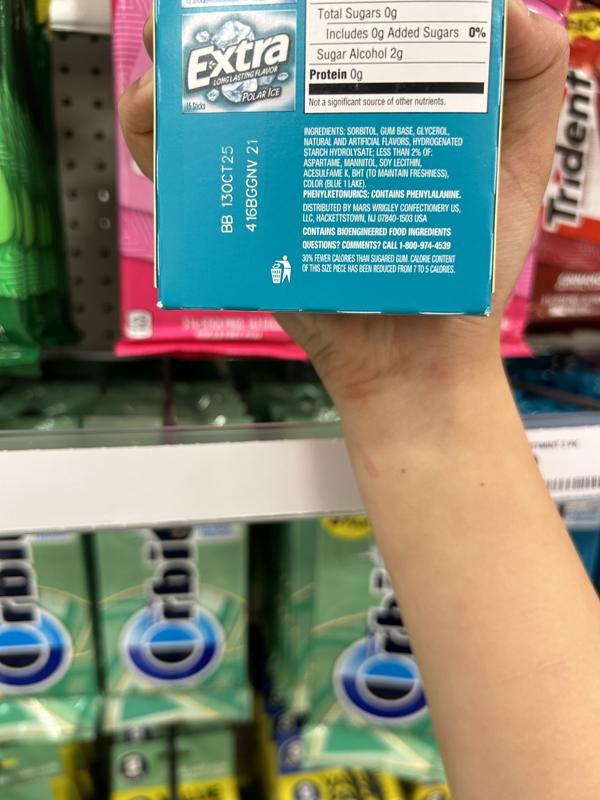 Extra
LONG LASTING FLAVOR
POLAR ICE
15 Sticks
Total Sugars 0g
Includes 0g Added Sugars 0%
Sugar Alcohol 2g
Protein 0g
Not a significant source of other nutrients.
BB 13OCT25
416BGGNV 21
INGREDIENTS: SORBITOL, GUM BASE, GLYCEROL,
NATURAL AND ARTIFICIAL FLAVORS, HYDROGENATED
STARCH HYDROLYSATE; LESS THAN 2% OF:
ASPARTAME, MANNITOL, SOY LECITHIN,
ACESULFAME K, BHT (TO MAINTAIN FRESHNESS),
COLOR (BLUE 1 LAKE).
PHENYLKETONURICS: CONTAINS PHENYLALANINE.
DISTRIBUTED BY MARS WRIGLEY CONFECTIONERY US,
LLC, HACKETTSTOWN, NJ 07840-1503 USA
CONTAINS BIOENGINEERED FOOD INGREDIENTS
QUESTIONS? COMMENTS? CALL 1-800-974-4539
30% FEWER CALORIES THAN SUGARED GUM. CALORIE CONTENT
OF THIS SIZE PIECE HAS BEEN REDUCED FROM 7 TO 5 CALORIES.
Trident
Orbit
Orbit
Orbit